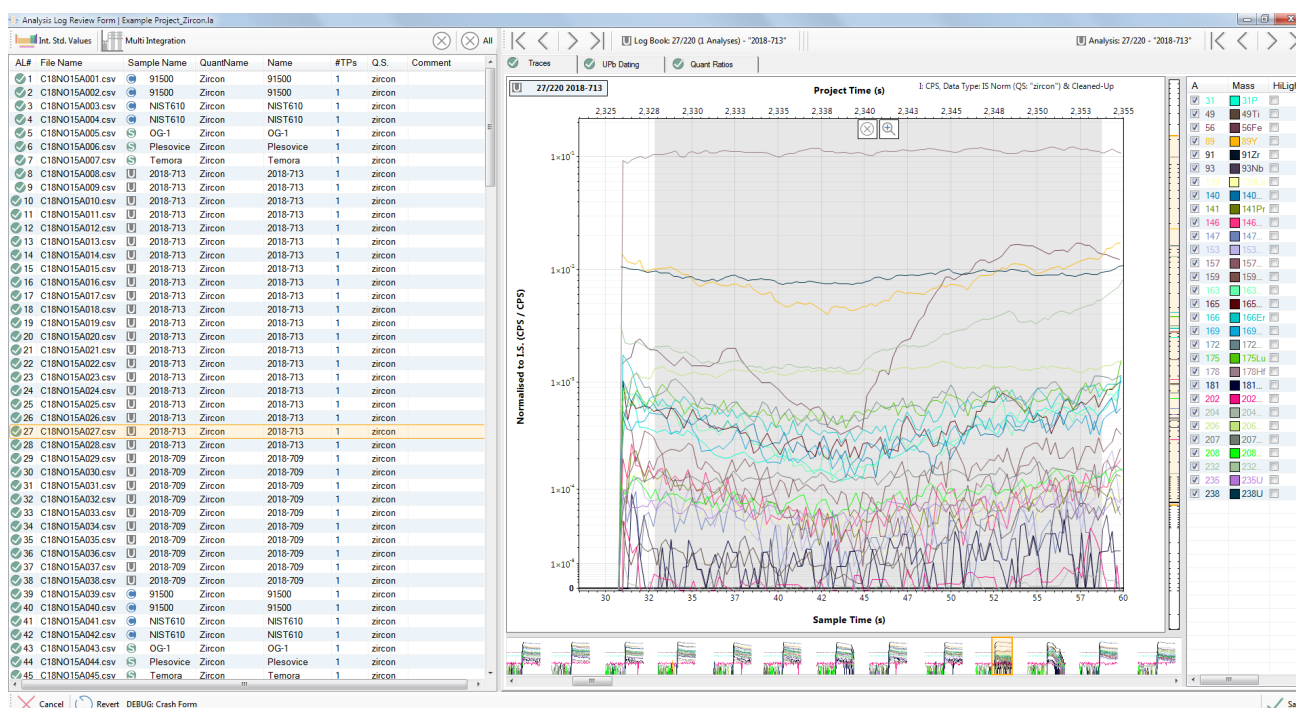 Analysis Log Review Form | Example Project_Zircon.la
Int. Std. Values Multi Integration All
AL# File Name Sample Name QuantName Name #TPs Q.S. Comment
1 C18NO15A001.csv C 91500 Zircon 91500 1 zircon
2 C18NO15A002.csv C 91500 Zircon 91500 1 zircon
3 C18NO15A003.csv C NIST610 Zircon NIST610 1 zircon
4 C18NO15A004.csv C NIST610 Zircon NIST610 1 zircon
5 C18NO15A005.csv S OG-1 Zircon OG-1 1 zircon
6 C18NO15A006.csv S Plesovice Zircon Plesovice 1 zircon
7 C18NO15A007.csv S Temora Zircon Temora 1 zircon
8 C18NO15A008.csv U 2018-713 Zircon 2018-713 1 zircon
9 C18NO15A009.csv U 2018-713 Zircon 2018-713 1 zircon
10 C18NO15A010.csv U 2018-713 Zircon 2018-713 1 zircon
11 C18NO15A011.csv U 2018-713 Zircon 2018-713 1 zircon
12 C18NO15A012.csv U 2018-713 Zircon 2018-713 1 zircon
13 C18NO15A013.csv U 2018-713 Zircon 2018-713 1 zircon
14 C18NO15A014.csv U 2018-713 Zircon 2018-713 1 zircon
15 C18NO15A015.csv U 2018-713 Zircon 2018-713 1 zircon
16 C18NO15A016.csv U 2018-713 Zircon 2018-713 1 zircon
17 C18NO15A017.csv U 2018-713 Zircon 2018-713 1 zircon
18 C18NO15A018.csv U 2018-713 Zircon 2018-713 1 zircon
19 C18NO15A019.csv U 2018-713 Zircon 2018-713 1 zircon
20 C18NO15A020.csv U 2018-713 Zircon 2018-713 1 zircon
21 C18NO15A021.csv U 2018-713 Zircon 2018-713 1 zircon
22 C18NO15A022.csv U 2018-713 Zircon 2018-713 1 zircon
23 C18NO15A023.csv U 2018-713 Zircon 2018-713 1 zircon
24 C18NO15A024.csv U 2018-713 Zircon 2018-713 1 zircon
25 C18NO15A025.csv U 2018-713 Zircon 2018-713 1 zircon
26 C18NO15A026.csv U 2018-713 Zircon 2018-713 1 zircon
27 C18NO15A027.csv U 2018-713 Zircon 2018-713 1 zircon
28 C18NO15A028.csv U 2018-713 Zircon 2018-713 1 zircon
29 C18NO15A029.csv U 2018-709 Zircon 2018-709 1 zircon
30 C18NO15A030.csv U 2018-709 Zircon 2018-709 1 zircon
31 C18NO15A031.csv U 2018-709 Zircon 2018-709 1 zircon
32 C18NO15A032.csv U 2018-709 Zircon 2018-709 1 zircon
33 C18NO15A033.csv U 2018-709 Zircon 2018-709 1 zircon
34 C18NO15A034.csv U 2018-709 Zircon 2018-709 1 zircon
35 C18NO15A035.csv U 2018-709 Zircon 2018-709 1 zircon
36 C18NO15A036.csv U 2018-709 Zircon 2018-709 1 zircon
37 C18NO15A037.csv U 2018-709 Zircon 2018-709 1 zircon
38 C18NO15A038.csv U 2018-709 Zircon 2018-709 1 zircon
39 C18NO15A039.csv C 91500 Zircon 91500 1 zircon
40 C18NO15A040.csv C 91500 Zircon 91500 1 zircon
41 C18NO15A041.csv C NIST610 Zircon NIST610 1 zircon
42 C18NO15A042.csv C NIST610 Zircon NIST610 1 zircon
43 C18NO15A043.csv S OG-1 Zircon OG-1 1 zircon
44 C18NO15A044.csv S Plesovice Zircon Plesovice 1 zircon
45 C18NO15A045.csv S Temora Zircon Temora 1 zircon
Cancel Revert DEBUG: Crash Form
U Log Book: 27/220 (1 Analyses) - "2018-713" U Analysis: 27/220 - "2018-713"
Traces UPb Dating Quant Ratios
U 27/220 2018-713
Project Time (s)
I: CPS, Data Type: IS Norm (QS: "zircon") & Cleaned-Up
2,325 2,328 2,330 2,333 2,335 2,338 2,340 2,343 2,345 2,348 2,350 2,353 2,355
Normalised to I.S. (CPS / CPS)
0
30 32 35 37 40 42 45 47 50 52 55 57 60
Sample Time (s)
A Mass HiLigh
31 31P
49 49Ti
56 56Fe
89 89Y
91 91Zr
93 93Nb
140 140...
141 141Pr
146 146...
147 147...
153 153...
157 157...
159 159...
163 163...
165 165...
166 166Er
169 169...
172 172...
175 175Lu
178 178Hf
181 181...
202 202...
204 204...
206 206...
207 207...
208 208...
232 232...
235 235U
238 238U
Sa